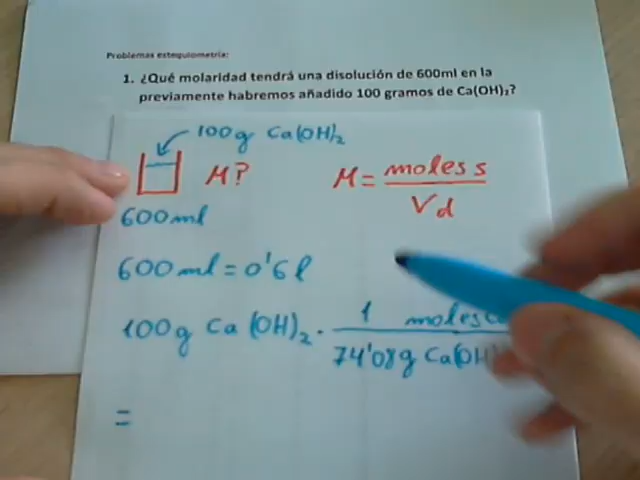 Problemas estequiometría:
1. ¿Qué molaridad tendrá una disolución de 600ml en la
previamente habremos añadido 100 gramos de Ca(OH)₂?
100g Ca(OH)₂
M?
M = moles s / Vd
600ml
600ml = 0'6l
100g Ca(OH)₂ · 1 moles / 74'08g Ca(OH)
=